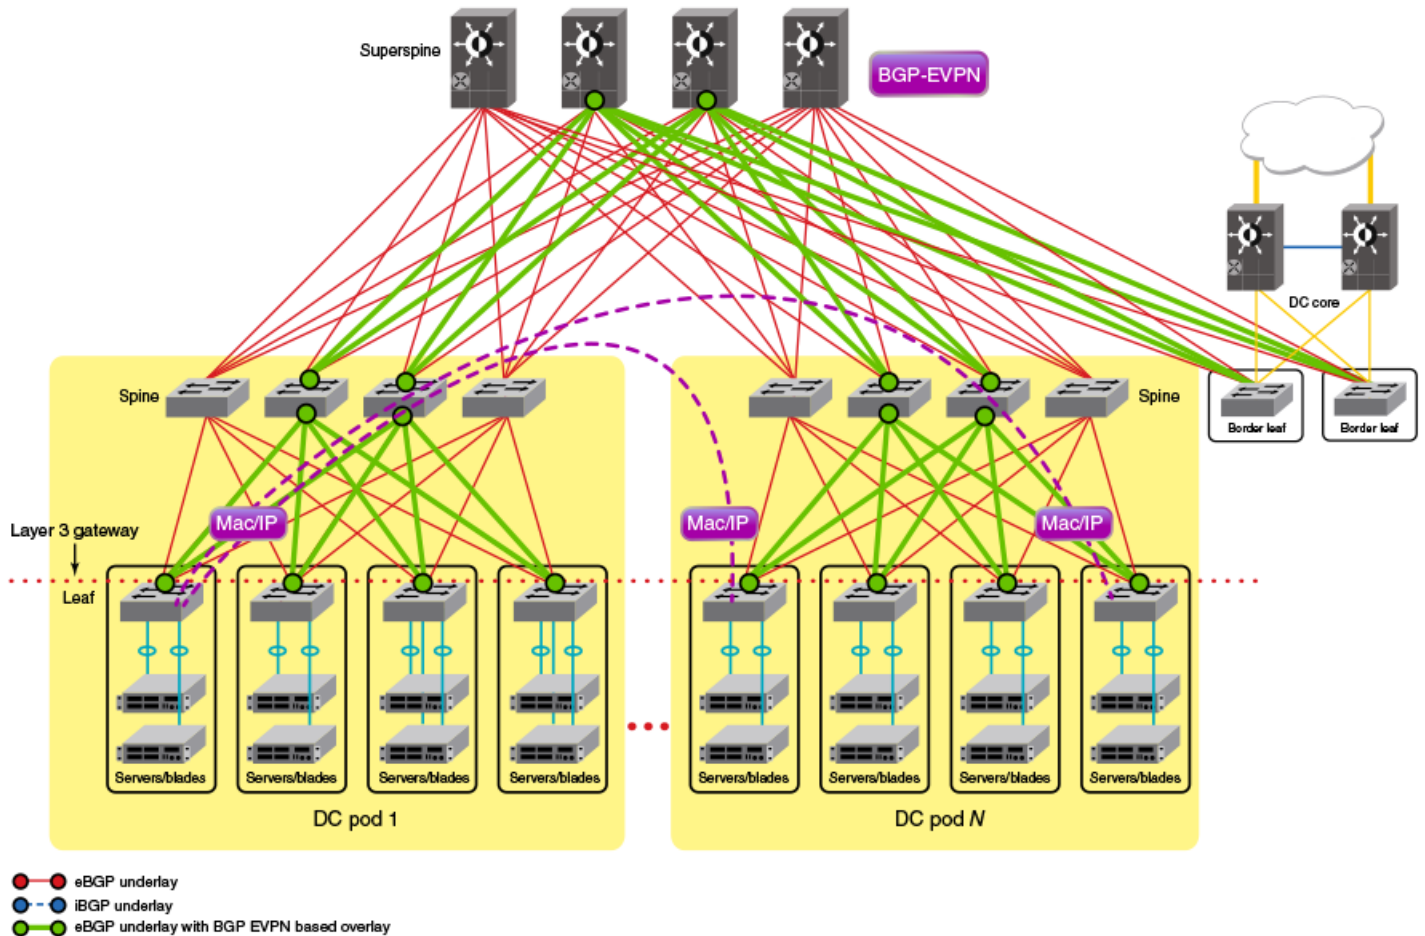 Superspine
BGP-EVPN
DC core
Spine
Spine
Border leaf
Border leaf
Mac/IP
Mac/IP
Mac/IP
Layer 3 gateway
Leaf
Servers/blades
Servers/blades
Servers/blades
Servers/blades
Servers/blades
Servers/blades
Servers/blades
Servers/blades
DC pod 1
DC pod N
eBGP underlay
iBGP underlay
eBGP underlay with BGP EVPN based overlay